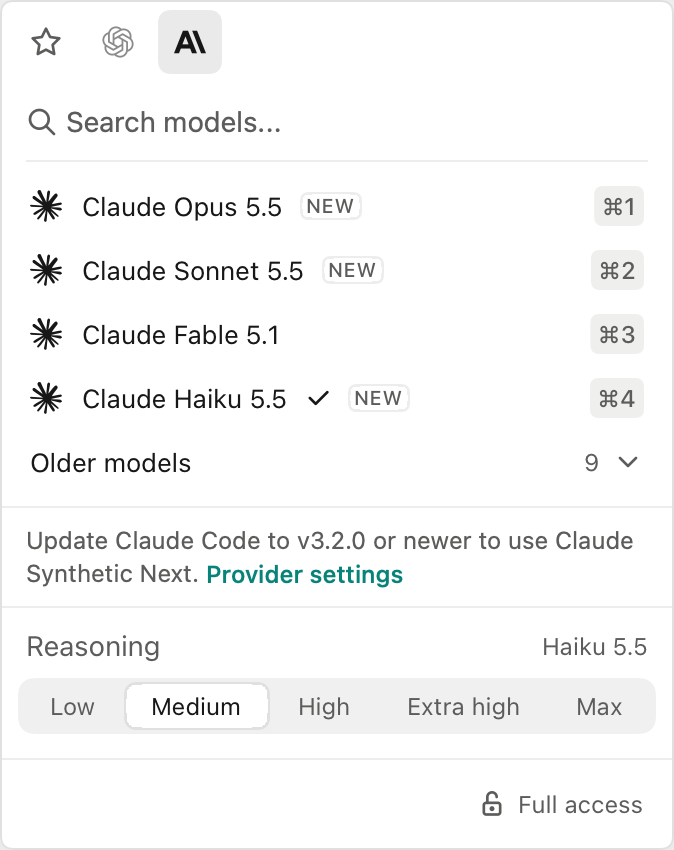 Search models...
Claude Opus 5.5 NEW ⌘1
Claude Sonnet 5.5 NEW ⌘2
Claude Fable 5.1 ⌘3
Claude Haiku 5.5 NEW ⌘4
Older models 9
Update Claude Code to v3.2.0 or newer to use Claude
Synthetic Next. Provider settings
Reasoning Haiku 5.5
Low Medium High Extra high Max
Full access